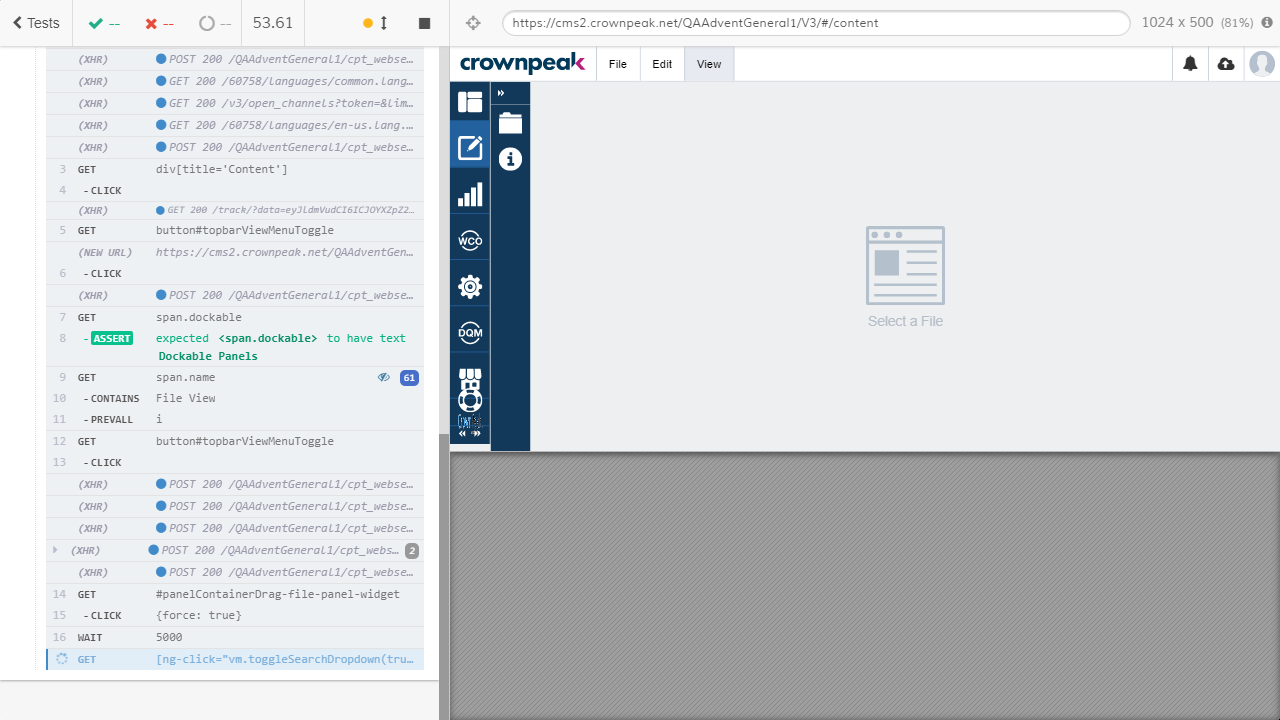 Tests
--
--
--
53.61
https://cms2.crownpeak.net/QAAdventGeneral1/V3/#/content
1024 x 500 (81%)
(XHR) POST 200 /QAAdventGeneral1/cpt_webse…
(XHR) GET 200 /60758/languages/common.lang…
(XHR) GET 200 /v3/open_channels?token=&lim…
(XHR) GET 200 /60758/languages/en-us.lang.…
(XHR) POST 200 /QAAdventGeneral1/cpt_webse…
3 GET div[title='Content']
4 -CLICK
(XHR) GET 200 /track/?data=eyJldmVudCI6ICJOYXZpZ2…
5 GET button#topbarViewMenuToggle
(NEW URL) https://cms2.crownpeak.net/QAAdventGen…
6 -CLICK
(XHR) POST 200 /QAAdventGeneral1/cpt_webse…
7 GET span.dockable
8 -ASSERT expected <span.dockable> to have text
Dockable Panels
9 GET span.name 61
10 -CONTAINS File View
11 -PREVALL i
12 GET button#topbarViewMenuToggle
13 -CLICK
(XHR) POST 200 /QAAdventGeneral1/cpt_webse…
(XHR) POST 200 /QAAdventGeneral1/cpt_webse…
(XHR) POST 200 /QAAdventGeneral1/cpt_webse…
(XHR) POST 200 /QAAdventGeneral1/cpt_webs… 2
(XHR) POST 200 /QAAdventGeneral1/cpt_webse…
14 GET #panelContainerDrag-file-panel-widget
15 -CLICK {force: true}
16 WAIT 5000
GET [ng-click="vm.toggleSearchDropdown(tru…
crownpeak
File
Edit
View
WCO
DQM
Select a File